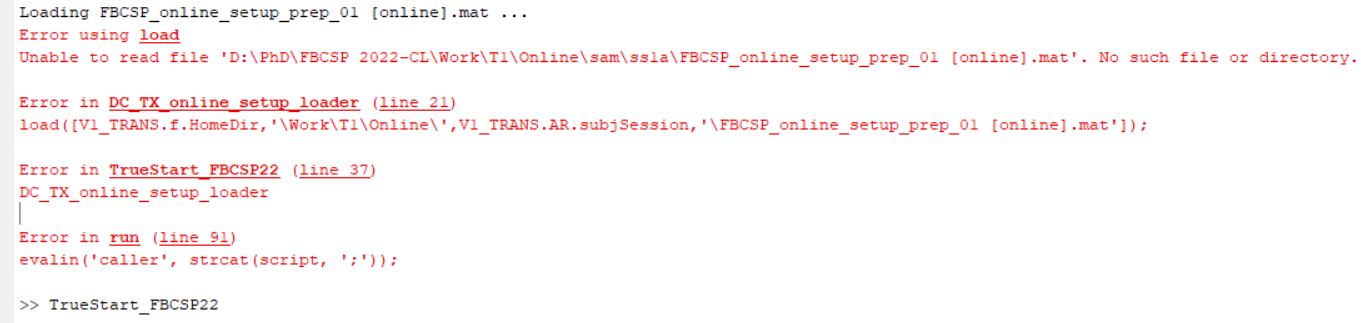 Loading FBCSP_online_setup_prep_01 [online].mat ...
Error using load
Unable to read file 'D:\PhD\FBCSP 2022-CL\Work\T1\Online\sam\ss1a\FBCSP_online_setup_prep_01 [online].mat'. No such file or directory.
Error in DC_TX_online_setup_loader (line 21)
load([V1_TRANS.f.HomeDir,'\Work\T1\Online\',V1_TRANS.AR.subjSession,'\FBCSP_online_setup_prep_01 [online].mat']);
Error in TrueStart_FBCSP22 (line 37)
DC_TX_online_setup_loader
Error in run (line 91)
evalin('caller', strcat(script, ';'));
>> TrueStart_FBCSP22